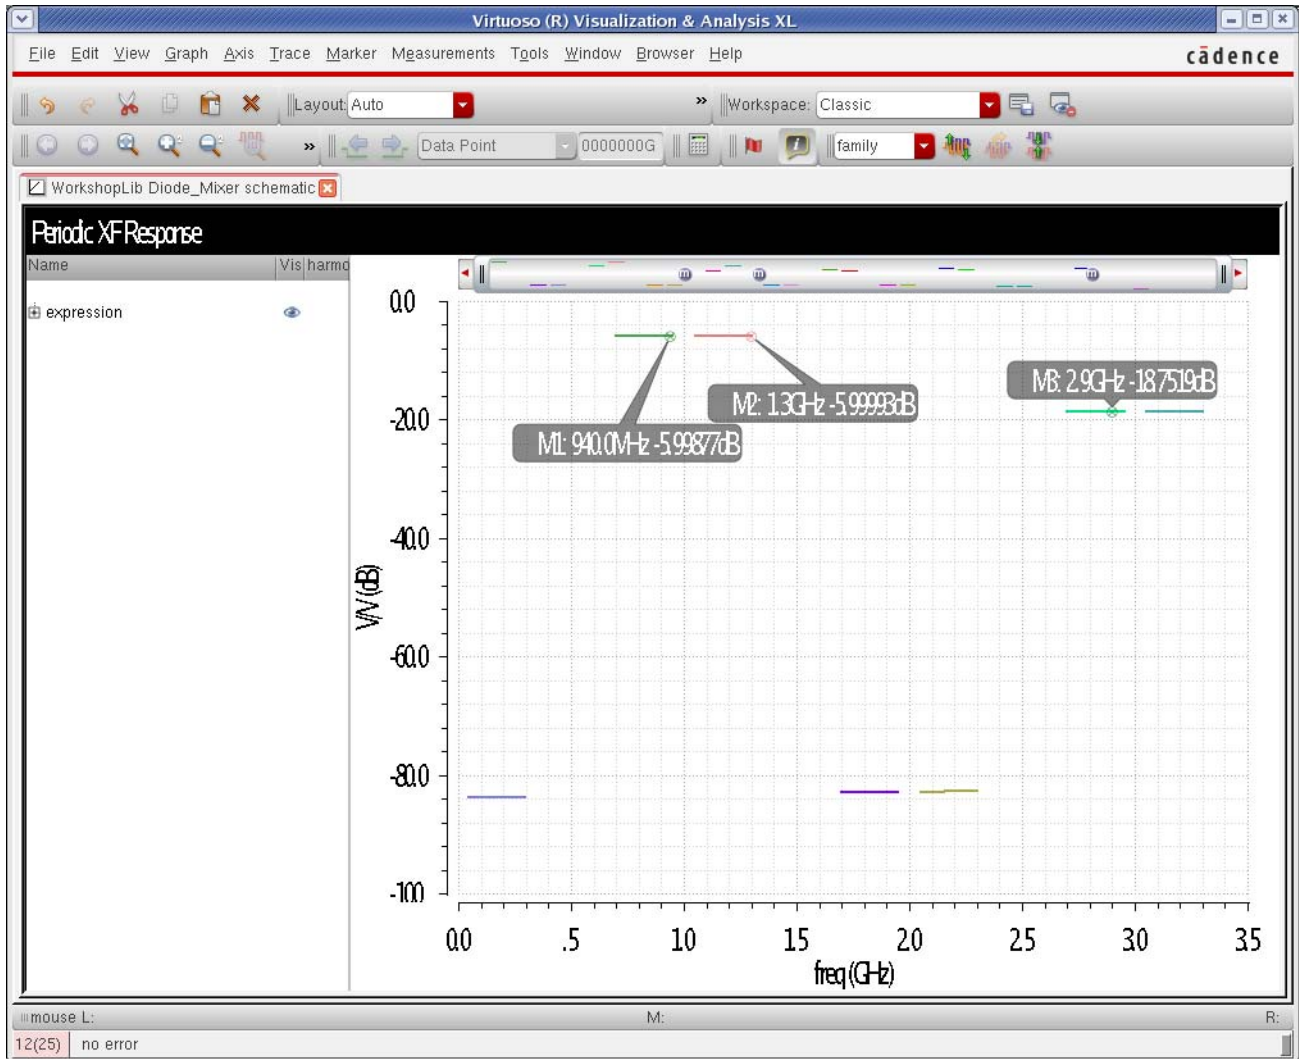 Virtuoso (R) Visualization & Analysis XL
File Edit View Graph Axis Trace Marker Measurements Tools Window Browser Help
cādence
Layout: Auto » Workspace: Classic
» Data Point 0000000G family
WorkshopLib Diode_Mixer schematic
Periodic XF Response
Name Vis harmo
expression
m m m
0.0
-20.0
-40.0
-60.0
-80.0
-100
V/V (dB)
M1: 940.0MHz -5.99877dB
M2: 1.3GHz -5.99993dB
M3: 2.9GHz -18.7519dB
0.0 .5 1.0 1.5 2.0 2.5 3.0 3.5
freq (GHz)
mouse L: M: R:
12(25) no error